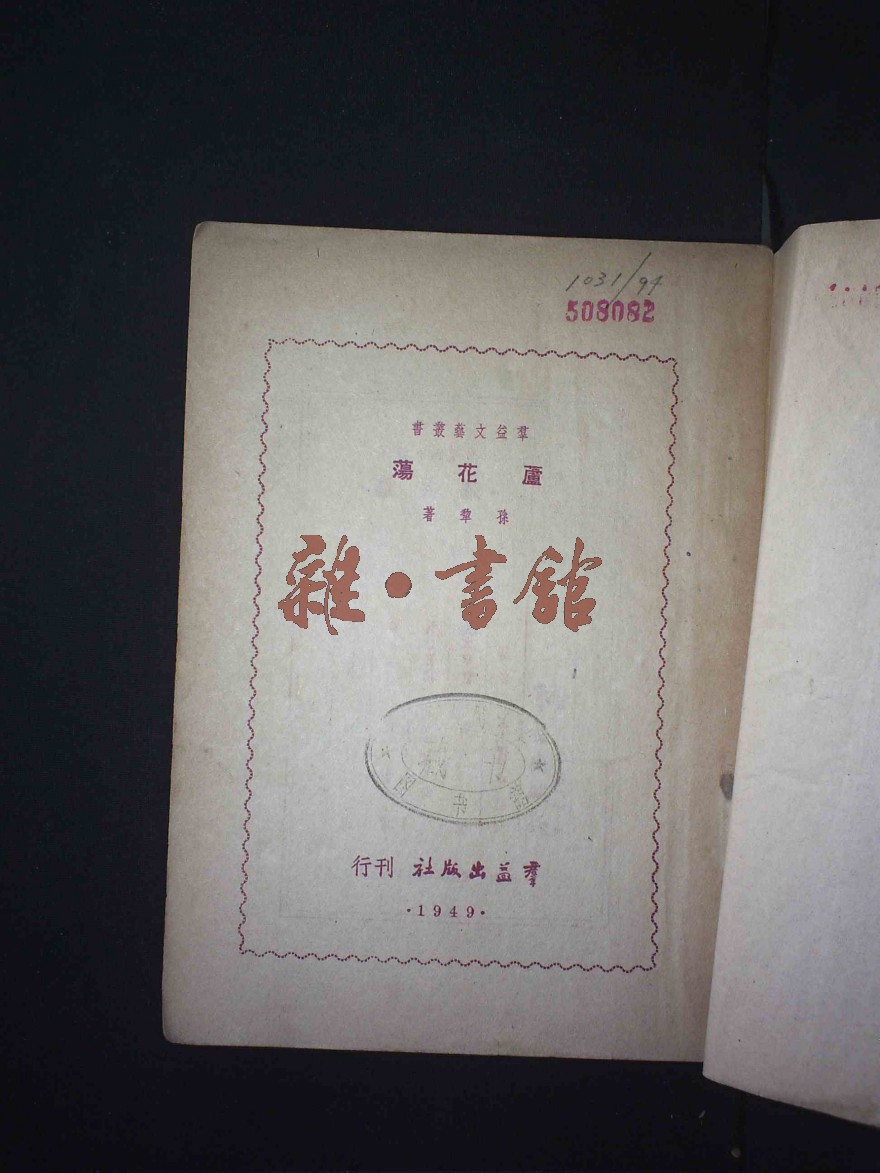 1031/94
508082
羣益文藝叢書
蘆花蕩
孫犂著
雜·書館
羣益出版社 刊行
·1949·